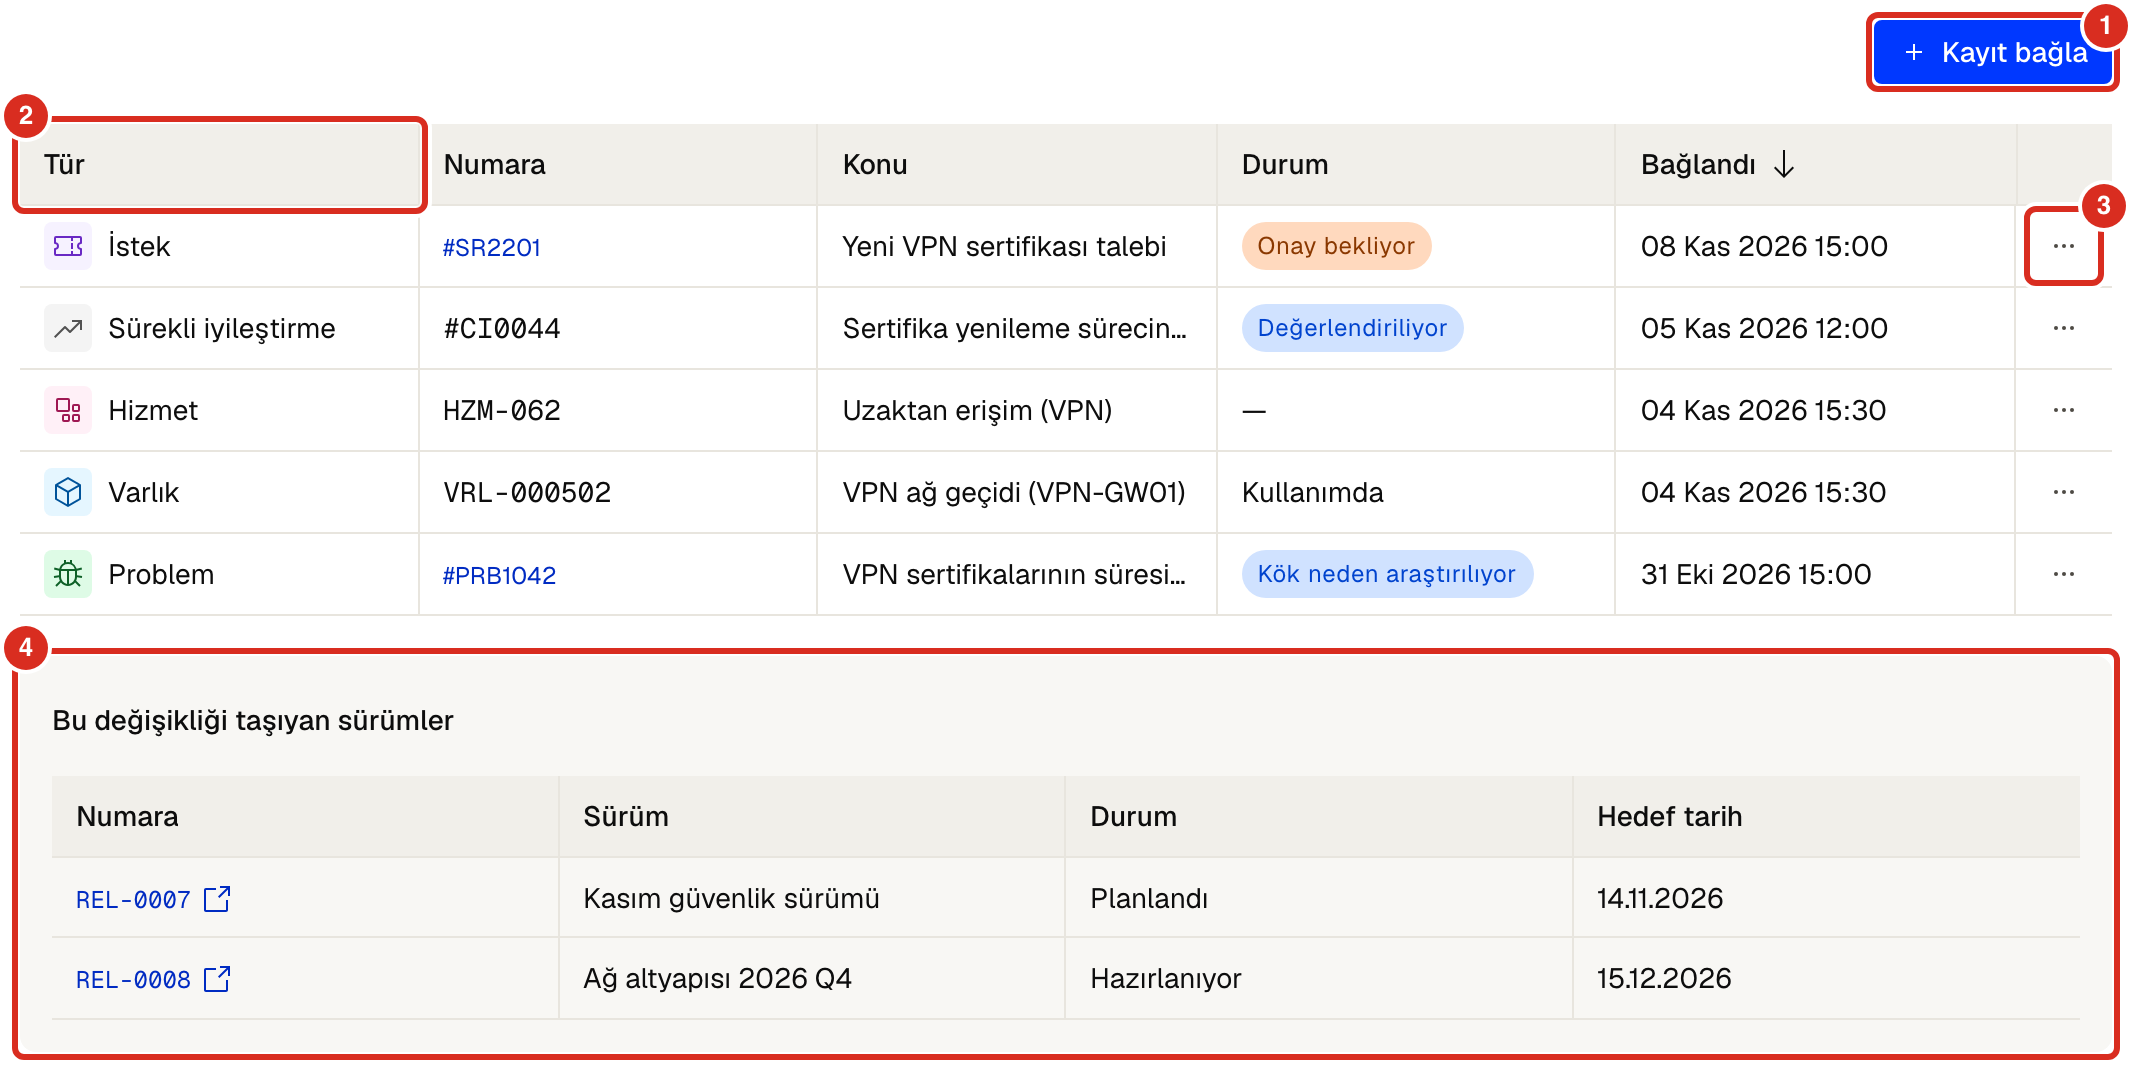 1
+ Kayıt bağla
2
Tür Numara Konu Durum Bağlandı ↓
3
İstek #SR2201 Yeni VPN sertifikası talebi Onay bekliyor 08 Kas 2026 15:00 ...
Sürekli iyileştirme #CI0044 Sertifika yenileme sürecin... Değerlendiriliyor 05 Kas 2026 12:00 ...
Hizmet HZM-062 Uzaktan erişim (VPN) — 04 Kas 2026 15:30 ...
Varlık VRL-000502 VPN ağ geçidi (VPN-GW01) Kullanımda 04 Kas 2026 15:30 ...
Problem #PRB1042 VPN sertifikalarının süresi... Kök neden araştırılıyor 31 Eki 2026 15:00 ...
4
Bu değişikliği taşıyan sürümler
Numara Sürüm Durum Hedef tarih
REL-0007 Kasım güvenlik sürümü Planlandı 14.11.2026
REL-0008 Ağ altyapısı 2026 Q4 Hazırlanıyor 15.12.2026